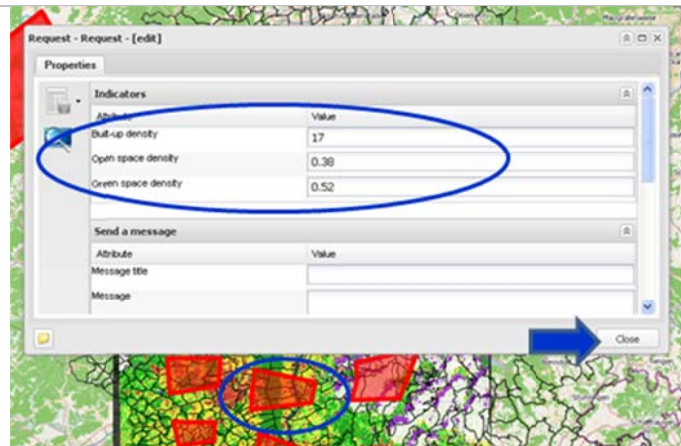 Request - Request - [edit]
Properties
Indicators
Attribute Value
Built-up density 17
Open space density 0.38
Green space density 0.52
Send a message
Attribute Value
Message title
Message
Close